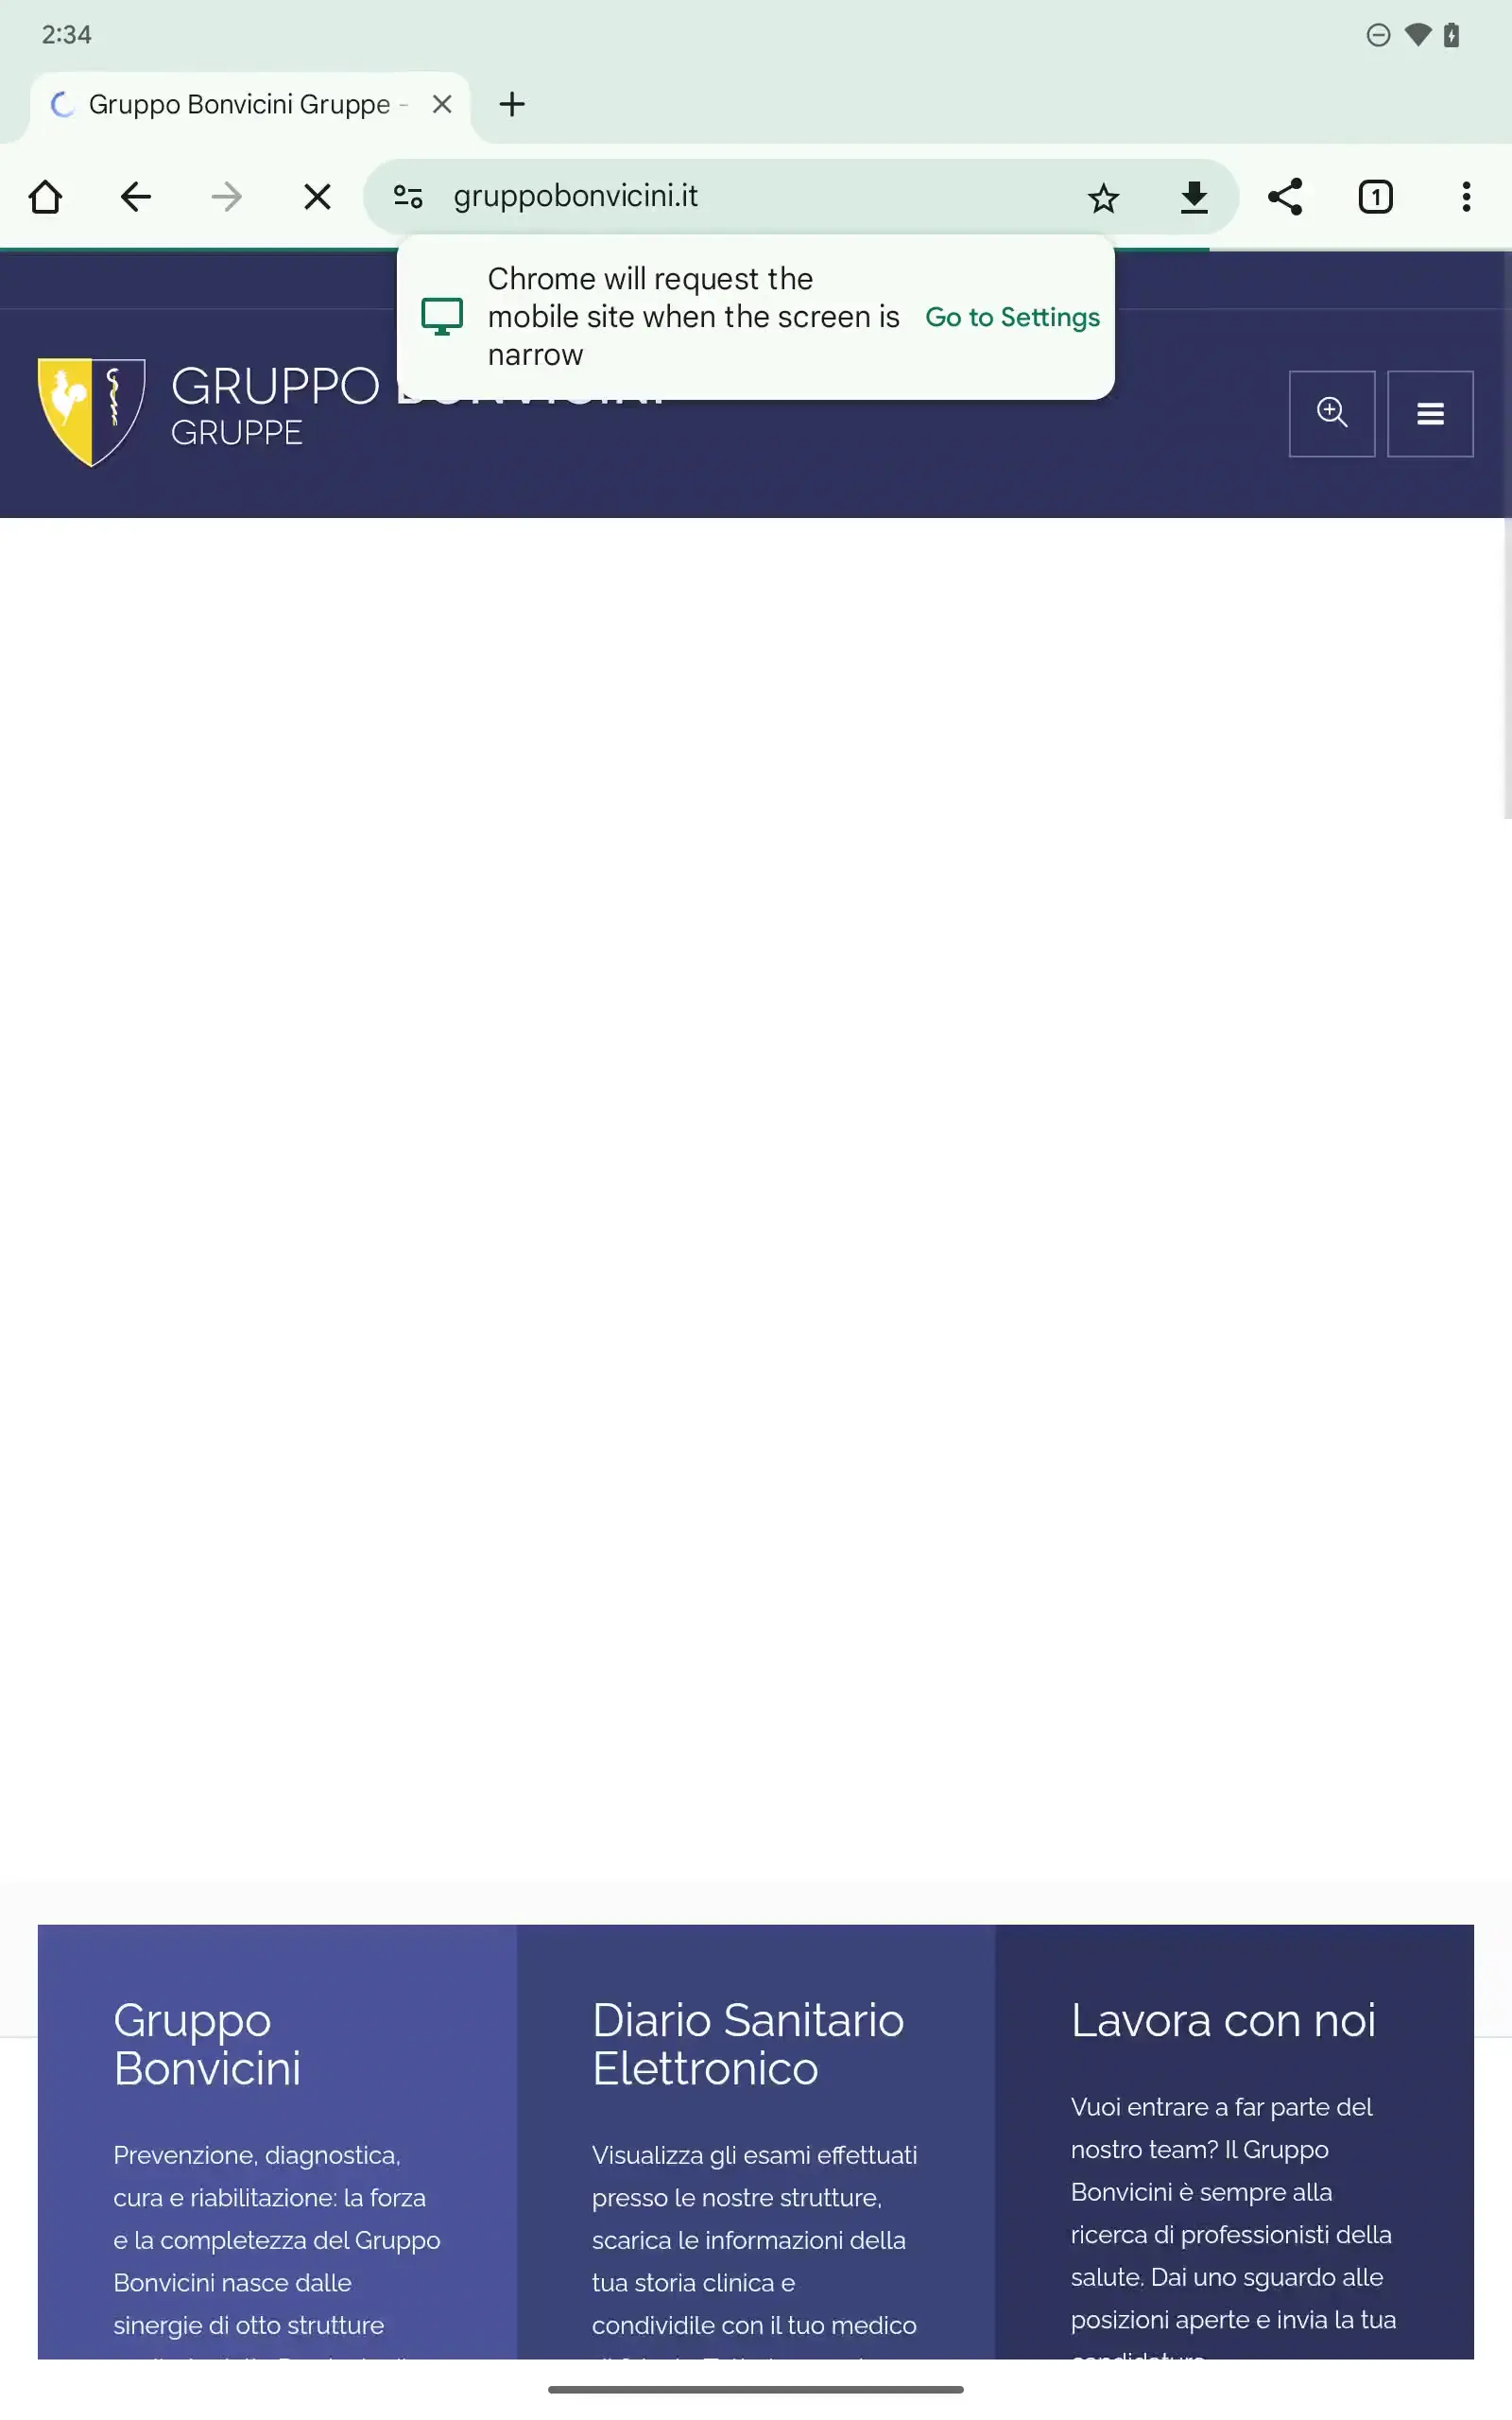 2:34
Gruppo Bonvicini Gruppe -
gruppobonvicini.it
1
Chrome will request the
mobile site when the screen is
narrow
Go to Settings
GRUPPO BONVICINI
GRUPPE
Gruppo
Bonvicini
Prevenzione, diagnostica,
cura e riabilitazione: la forza
e la completezza del Gruppo
Bonvicini nasce dalle
sinergie di otto strutture
Diario Sanitario
Elettronico
Visualizza gli esami effettuati
presso le nostre strutture,
scarica le informazioni della
tua storia clinica e
condividile con il tuo medico
Lavora con noi
Vuoi entrare a far parte del
nostro team? Il Gruppo
Bonvicini è sempre alla
ricerca di professionisti della
salute. Dai uno sguardo alle
posizioni aperte e invia la tua